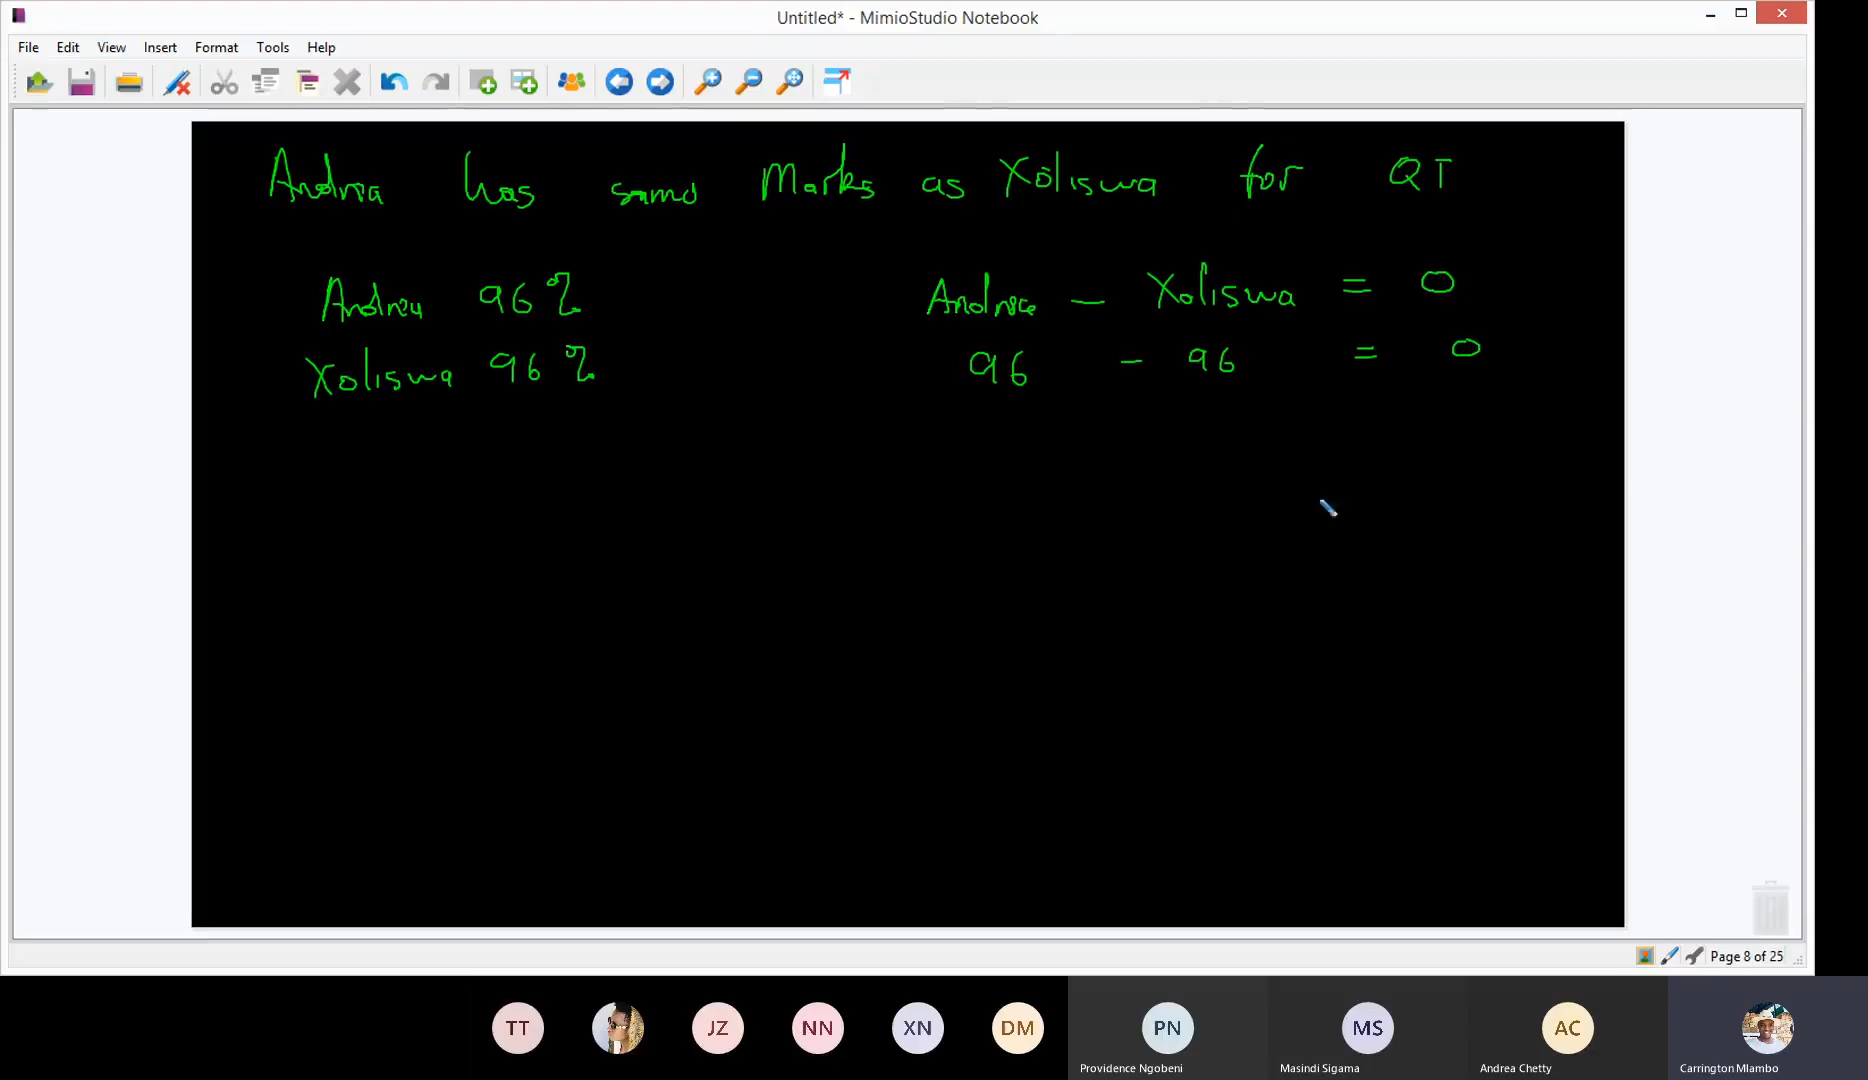 Untitled* - MimioStudio Notebook
File Edit View Insert Format Tools Help
Andrea has same Marks as Xoliswa for QT
Andrea 96%
Xoliswa 96%
Andrea - Xoliswa = 0
96 - 96 = 0
Page 8 of 25
TT JZ NN XN DM PN MS AC
Providence Ngobeni Masindi Sigama Andrea Chetty Carrington Mlambo